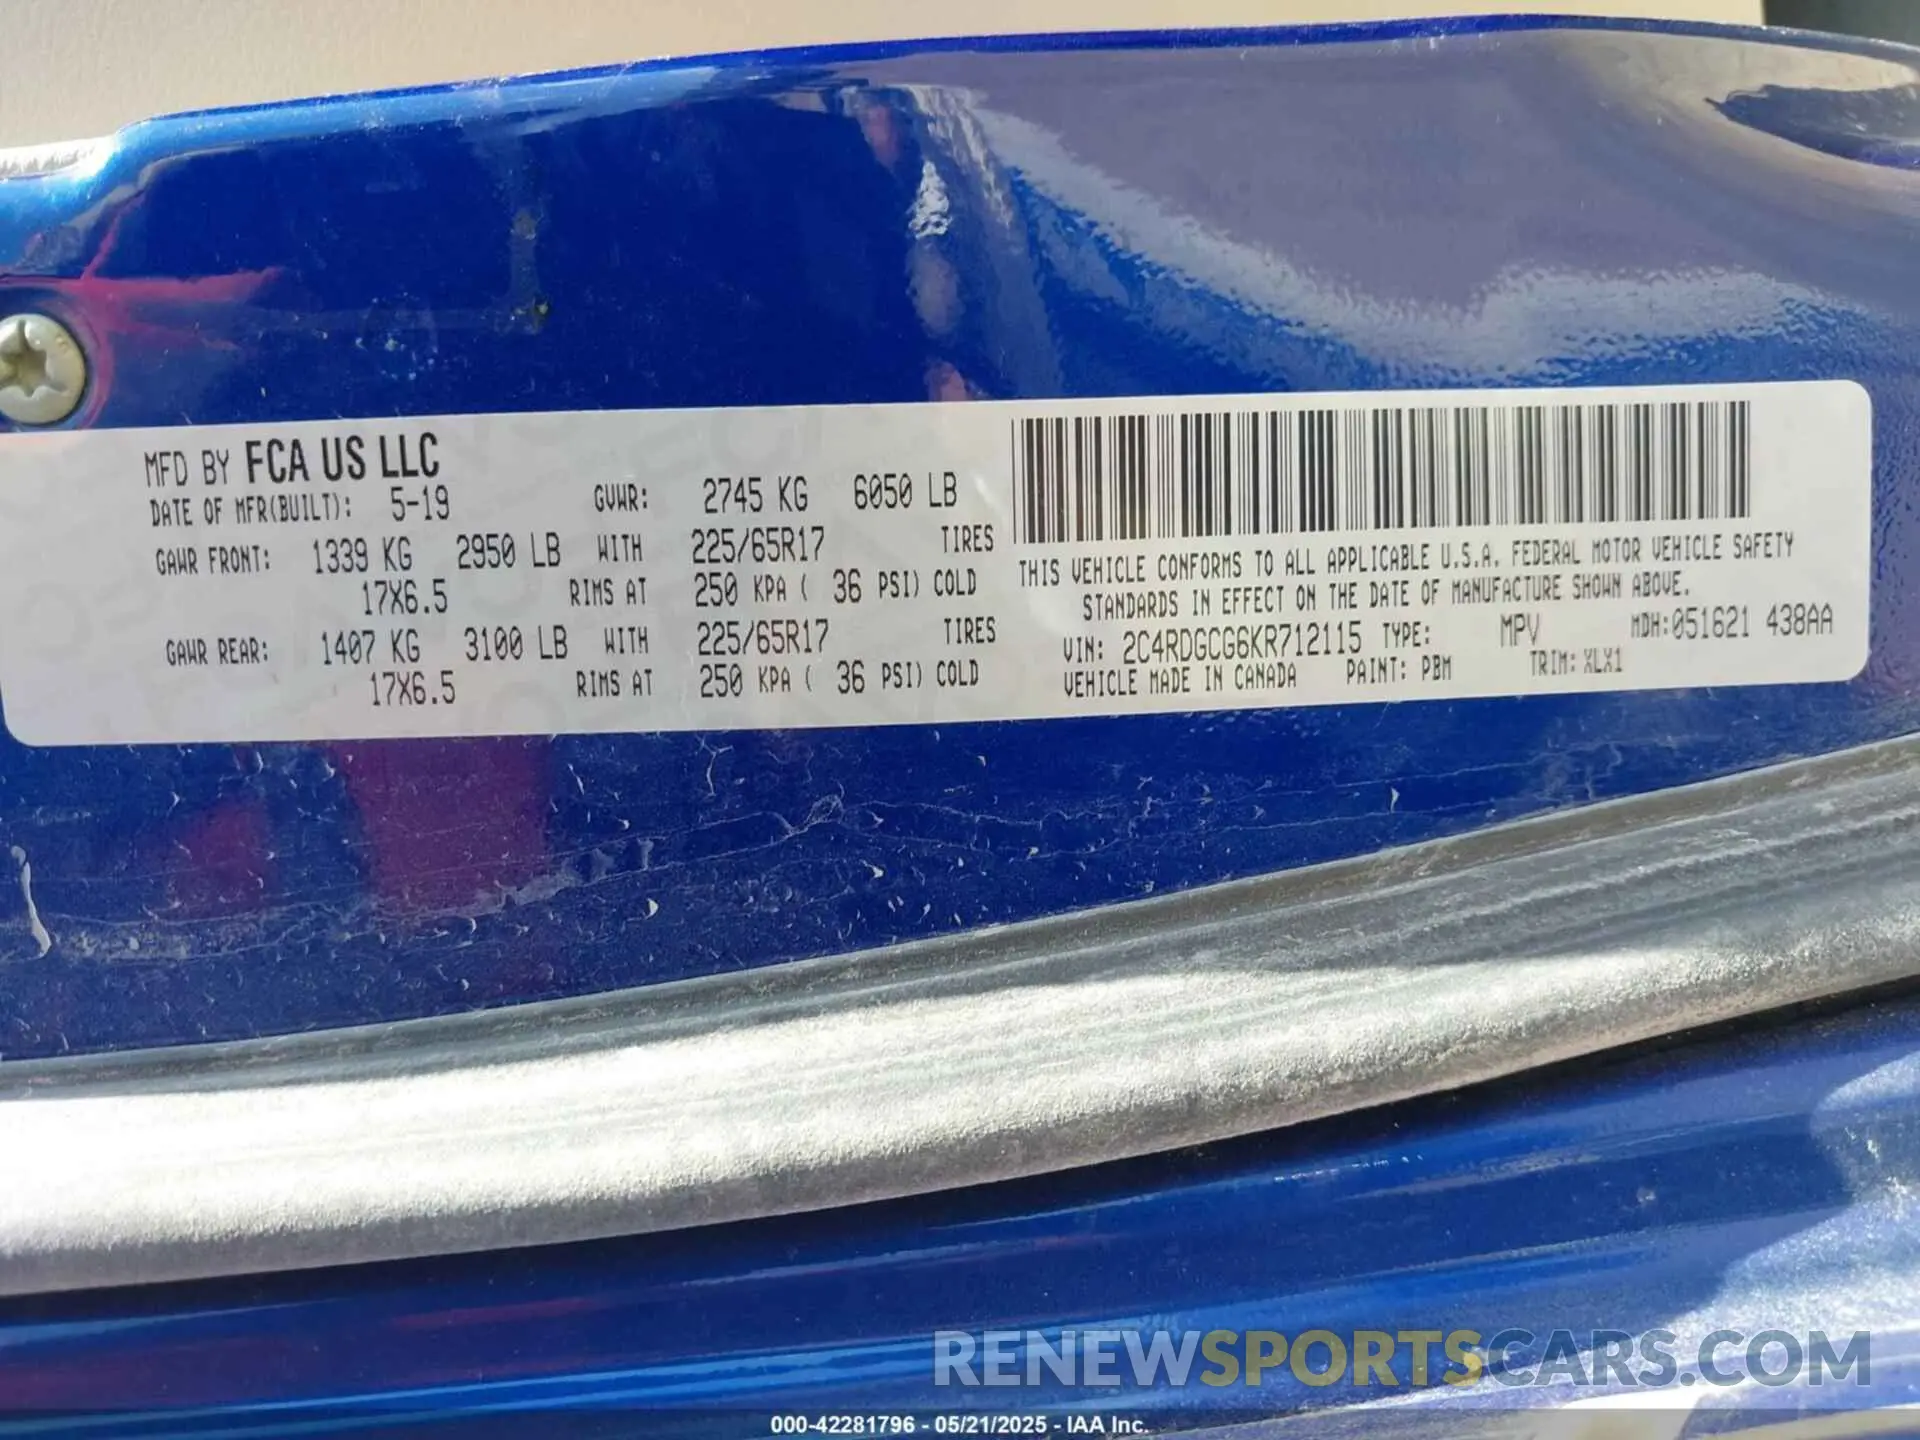 MFD BY FCA US LLC
DATE OF MFR(BUILT): 5-19 GVWR: 2745 KG 6050 LB
GAWR FRONT: 1339 KG 2950 LB WITH 225/65R17 TIRES
17X6.5 RIMS AT 250 KPA ( 36 PSI) COLD
GAWR REAR: 1407 KG 3100 LB WITH 225/65R17 TIRES
17X6.5 RIMS AT 250 KPA ( 36 PSI) COLD
THIS VEHICLE CONFORMS TO ALL APPLICABLE U.S.A. FEDERAL MOTOR VEHICLE SAFETY
STANDARDS IN EFFECT ON THE DATE OF MANUFACTURE SHOWN ABOVE.
VIN: 2C4RDGCG6KR712115 TYPE: MPV MDH:051621 438AA
VEHICLE MADE IN CANADA PAINT: PBM TRIM: XLX1
RENEWSPORTSCARS.COM
000-42281796 - 05/21/2025 - IAA Inc.